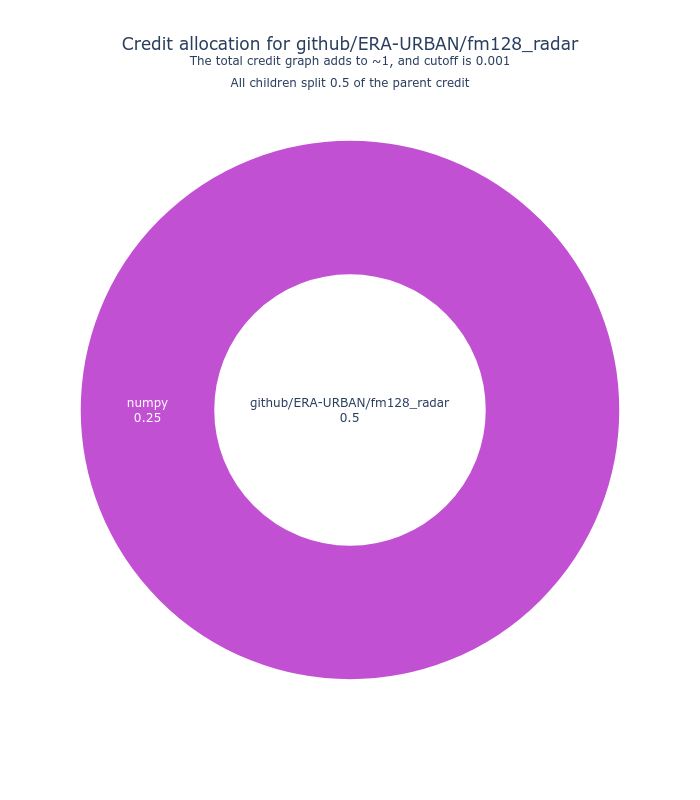 Credit allocation for github/ERA-URBAN/fm128_radar
The total credit graph adds to ~1, and cutoff is 0.001
All children split 0.5 of the parent credit
numpy
0.25
github/ERA-URBAN/fm128_radar
0.5